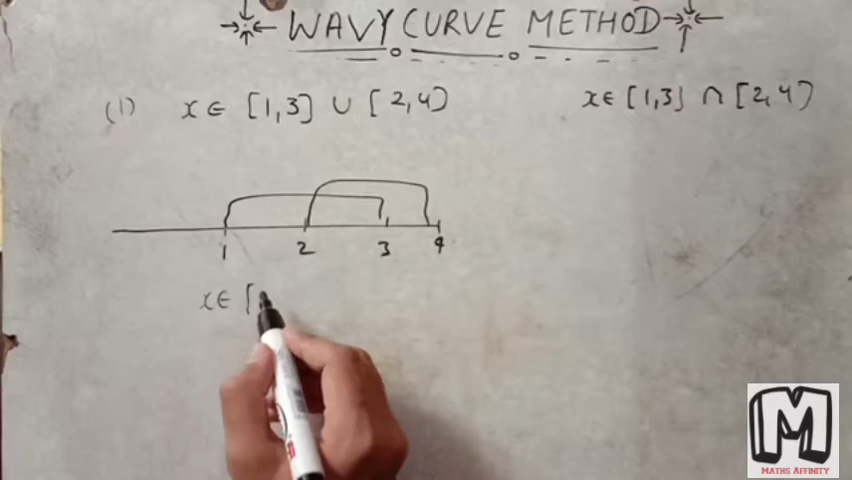 WAVY CURVE METHOD
(1) x ∈ [1,3] ∪ [2,4) x ∈ [1,3] ∩ [2,4)
1 2 3 4
x ∈ [
M
MATHS AFFINITY